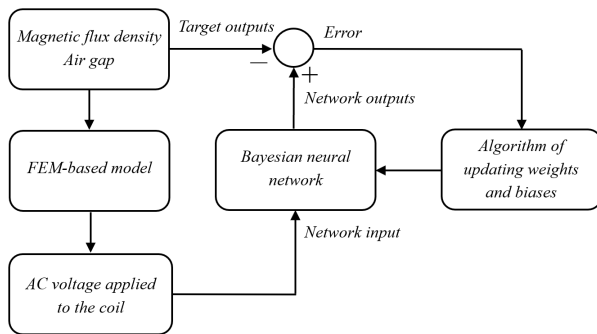 Magnetic flux density
Air gap
Target outputs
Error
−
+
Network outputs
FEM-based model
Bayesian neural
network
Algorithm of
updating weights
and biases
Network input
AC voltage applied
to the coil